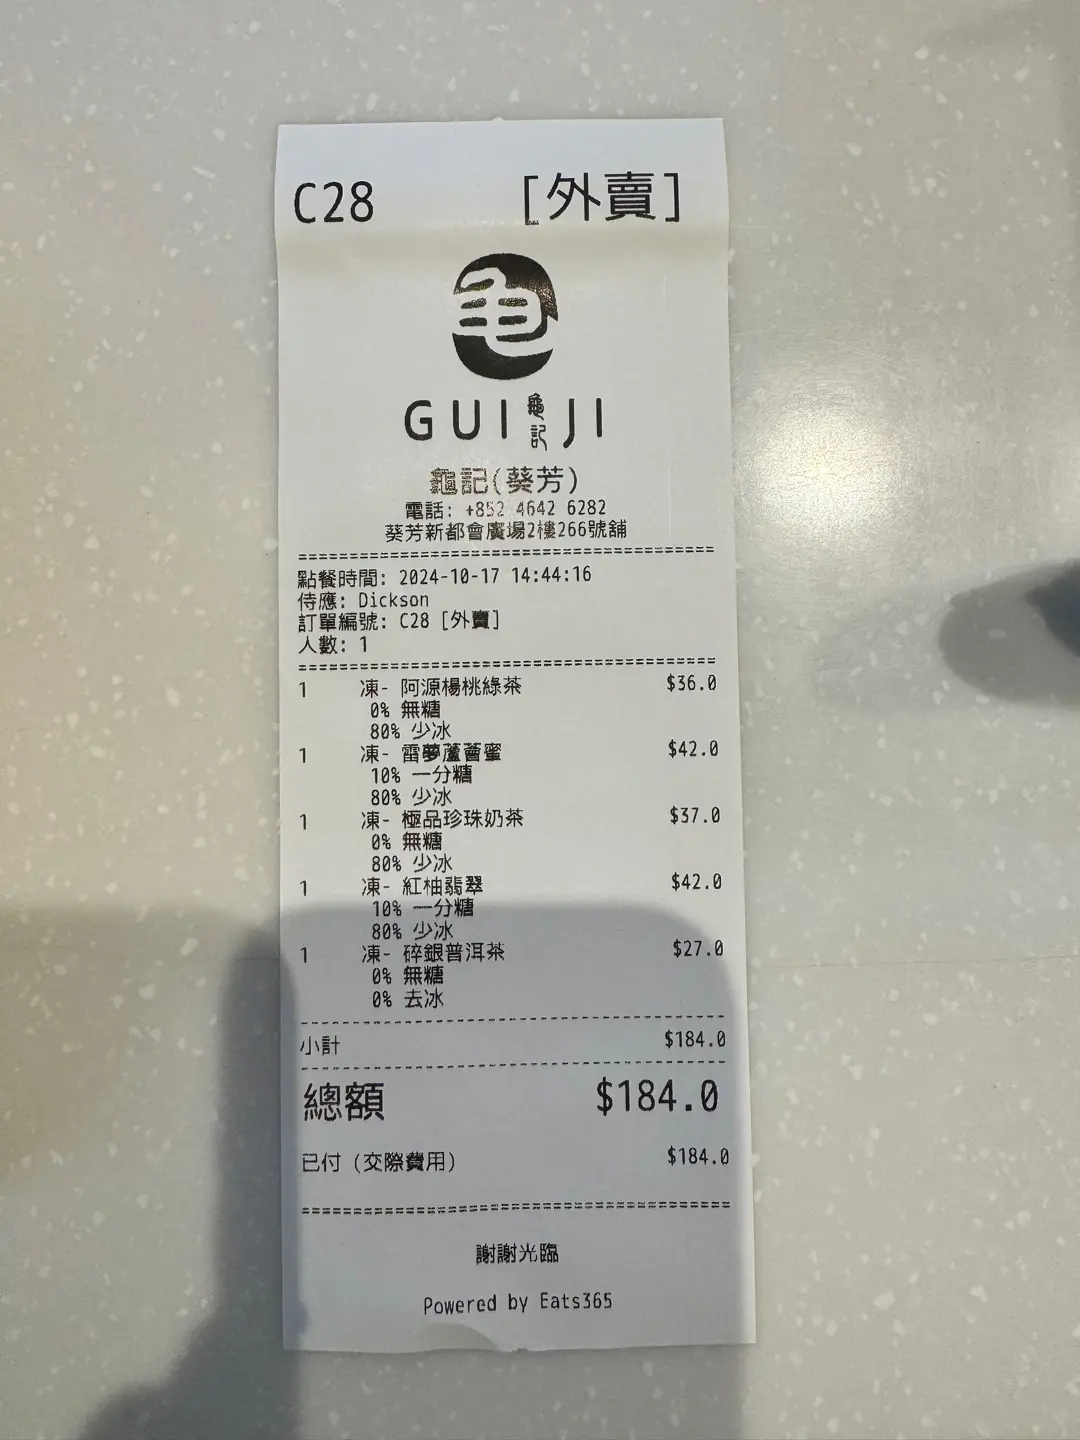 C28 [外賣]
龜
GUI 龜記 JI
龜記(葵芳)
電話: +852 4642 6282
葵芳新都會廣場2樓266號舖
點餐時間: 2024-10-17 14:44:16
侍應: Dickson
訂單編號: C28 [外賣]
人數: 1
1 凍- 阿源楊桃綠茶 $36.0
0% 無糖
80% 少冰
1 凍- 雷夢蘆薈蜜 $42.0
10% 一分糖
80% 少冰
1 凍- 極品珍珠奶茶 $37.0
0% 無糖
80% 少冰
1 凍- 紅柚翡翠 $42.0
10% 一分糖
80% 少冰
1 凍- 碎銀普洱茶 $27.0
0% 無糖
0% 去冰
小計 $184.0
總額 $184.0
已付 (交際費用) $184.0
謝謝光臨
Powered by Eats365